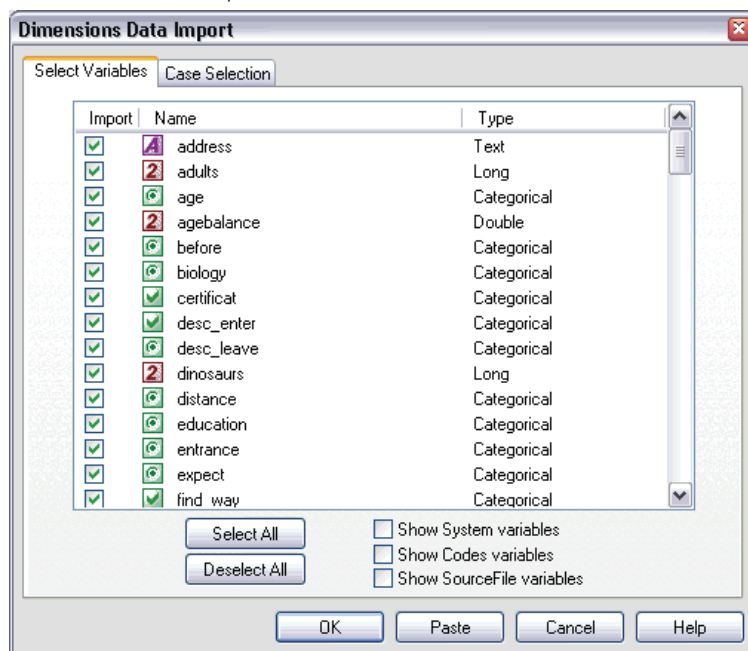 Dimensions Data Import
Select Variables Case Selection
Import Name Type
address Text
adults Long
age Categorical
agebalance Double
before Categorical
biology Categorical
certificat Categorical
desc_enter Categorical
desc_leave Categorical
dinosaurs Long
distance Categorical
education Categorical
entrance Categorical
expect Categorical
find_way Categorical
Select All Show System variables
Show Codes variables
Deselect All Show SourceFile variables
OK Paste Cancel Help